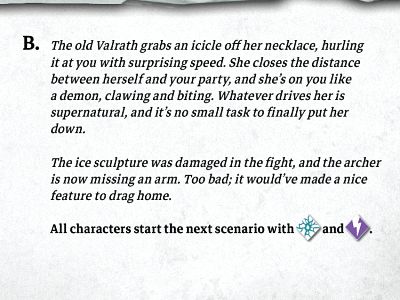 B. The old Valrath grabs an icicle off her necklace, hurling
it at you with surprising speed. She closes the distance
between herself and your party, and she's on you like
a demon, clawing and biting. Whatever drives her is
supernatural, and it's no small task to finally put her
down.
The ice sculpture was damaged in the fight, and the archer
is now missing an arm. Too bad; it would've made a nice
feature to drag home.
All characters start the next scenario with and .